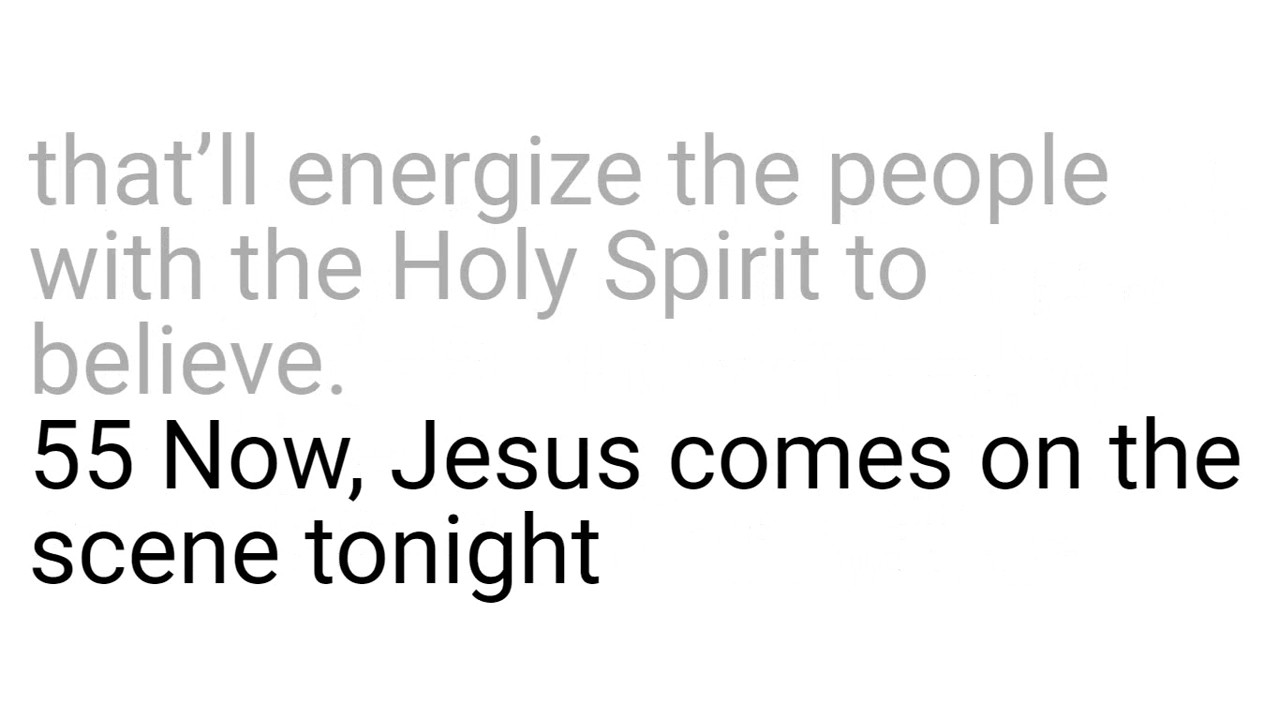 that’ll energize the people
with the Holy Spirit to
believe.
55 Now, Jesus comes on the
scene tonight